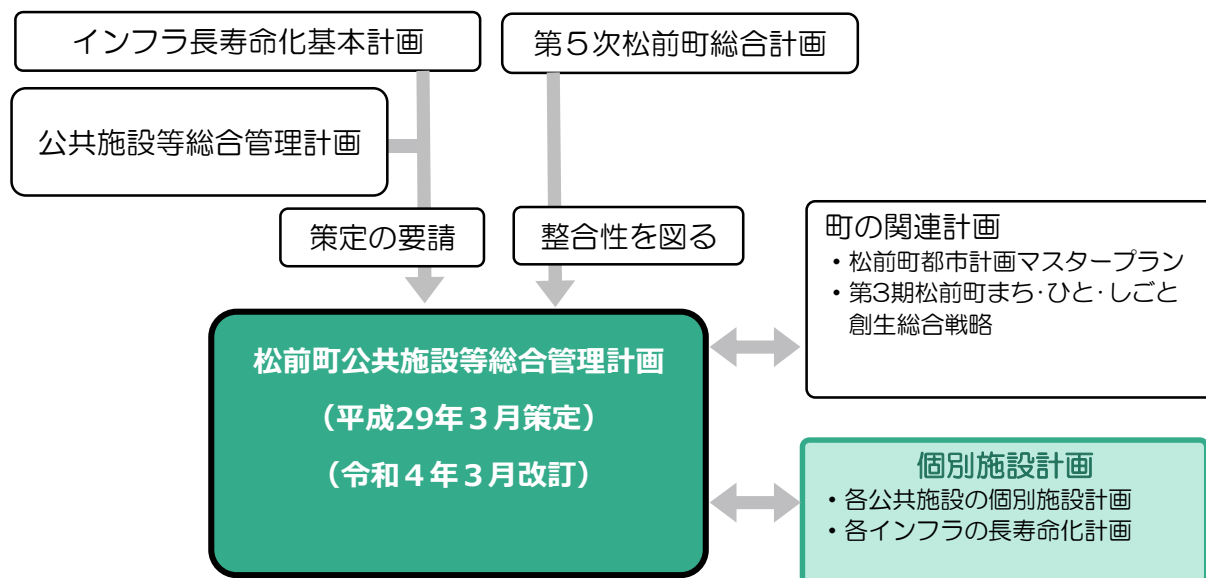 インフラ長寿命化基本計画
第５次松前町総合計画
公共施設等総合管理計画
策定の要請
整合性を図る
町の関連計画
・松前町都市計画マスタープラン
・第3期松前町まち・ひと・しごと
創生総合戦略
松前町公共施設等総合管理計画
（平成29年３月策定）
（令和４年３月改訂）
個別施設計画
・各公共施設の個別施設計画
・各インフラの長寿命化計画